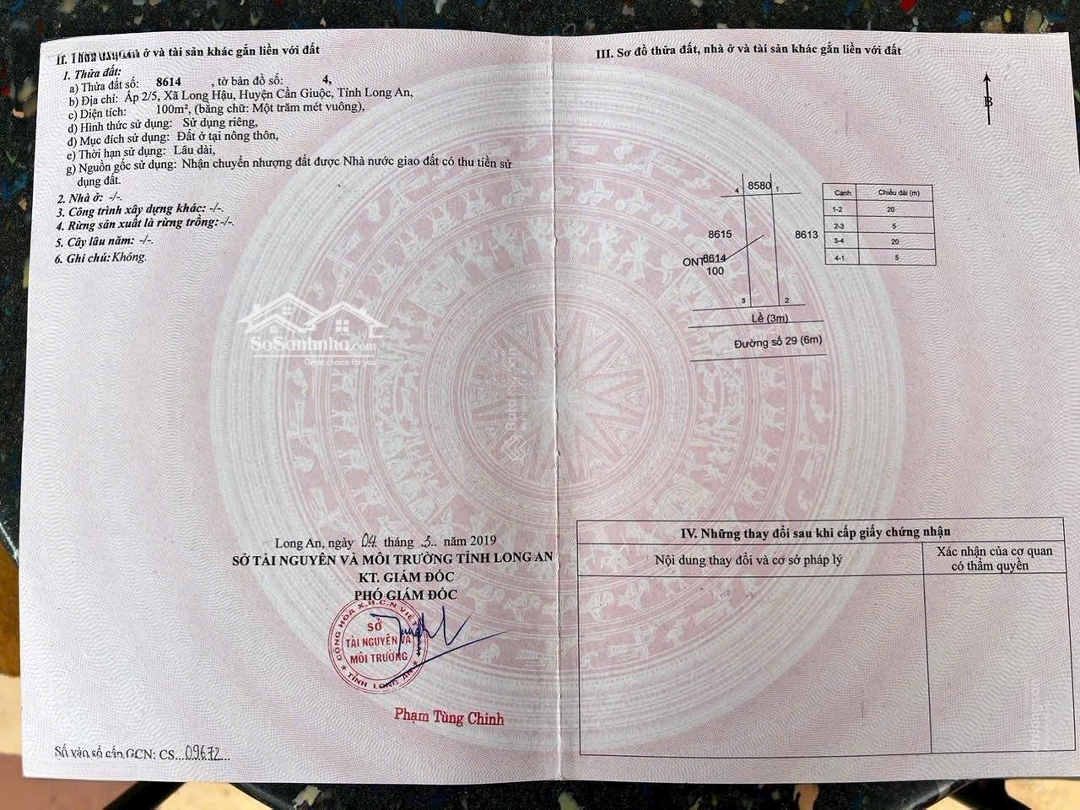 II. Thửa đất, nhà ở và tài sản khác gắn liền với đất
1. Thửa đất:
a) Thửa đất số: 8614 , tờ bản đồ số: 4,
b) Địa chỉ: Ấp 2/5, Xã Long Hậu, Huyện Cần Giuộc, Tỉnh Long An,
c) Diện tích: 100m², (bằng chữ: Một trăm mét vuông),
d) Hình thức sử dụng: Sử dụng riêng,
đ) Mục đích sử dụng: Đất ở tại nông thôn,
e) Thời hạn sử dụng: Lâu dài,
g) Nguồn gốc sử dụng: Nhận chuyển nhượng đất được Nhà nước giao đất có thu tiền sử
dụng đất.
2. Nhà ở: -/-.
3. Công trình xây dựng khác: -/-.
4. Rừng sản xuất là rừng trồng: -/-.
5. Cây lâu năm: -/-.
6. Ghi chú: Không.
SoSanhnha.com
Great choice for you
Long An, ngày 04 tháng 3 năm 2019
SỞ TÀI NGUYÊN VÀ MÔI TRƯỜNG TỈNH LONG AN
KT. GIÁM ĐỐC
PHÓ GIÁM ĐỐC
CỘNG HÒA X.H.C.N VIỆT
SỞ
TÀI NGUYÊN VÀ
MÔI TRƯỜNG
TỈNH LONG AN
Phạm Tùng Chinh
Số vào sổ cấp GCN: CS...09672...
III. Sơ đồ thửa đất, nhà ở và tài sản khác gắn liền với đất
B
4 8580 1
8615
8613
ONT 8614
100
3 2
Lề (3m)
Đường số 29 (6m)
Cạnh Chiều dài (m)
1-2 20
2-3 5
3-4 20
4-1 5
IV. Những thay đổi sau khi cấp giấy chứng nhận
Nội dung thay đổi và cơ sở pháp lý
Xác nhận của cơ quan
có thẩm quyền